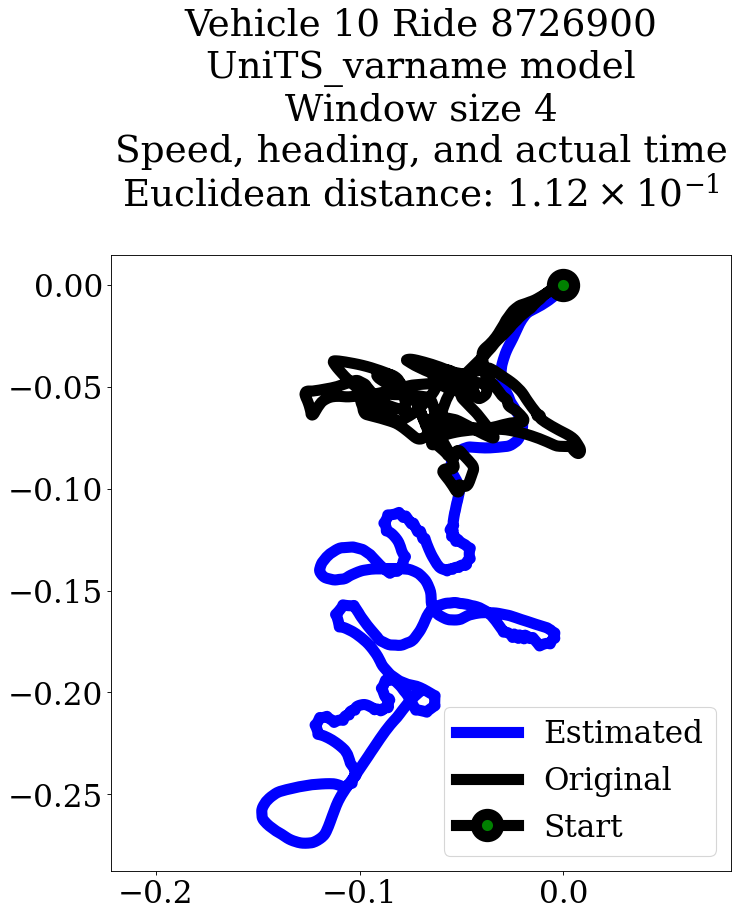 Vehicle 10 Ride 8726900
UniTS_varname model
Window size 4
Speed, heading, and actual time
Euclidean distance: 1.12 × 10⁻¹
0.00
−0.05
−0.10
−0.15
−0.20
−0.25
Estimated
Original
Start
−0.2 −0.1 0.0